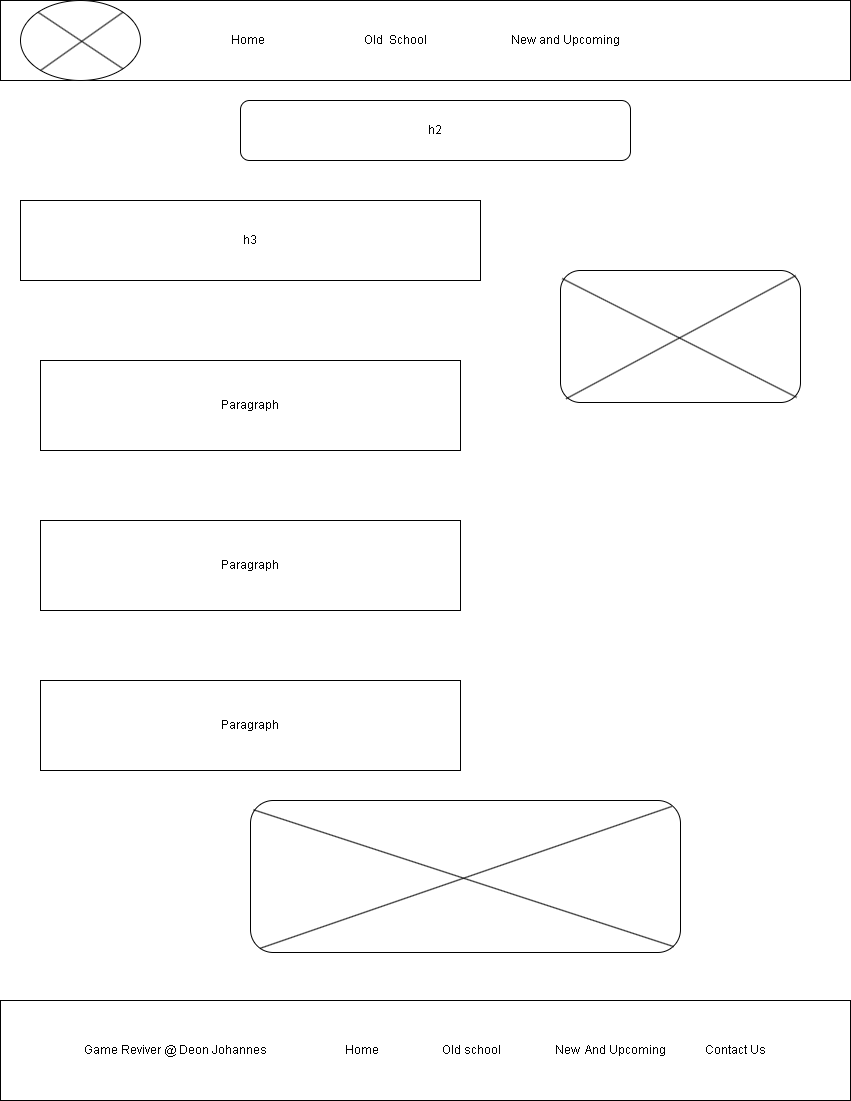 Home Old School New and Upcoming
h2
h3
Paragraph
Paragraph
Paragraph
Game Reviver @ Deon Johannes Home Old school New And Upcoming Contact Us